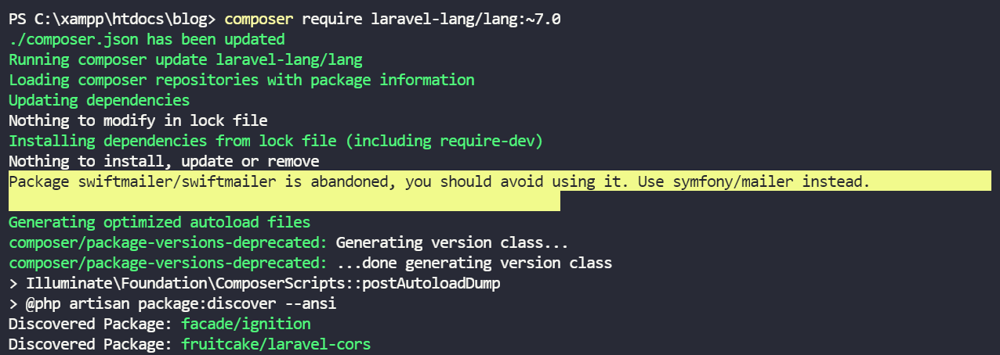 PS C:\xampp\htdocs\blog> composer require laravel-lang/lang:~7.0
./composer.json has been updated
Running composer update laravel-lang/lang
Loading composer repositories with package information
Updating dependencies
Nothing to modify in lock file
Installing dependencies from lock file (including require-dev)
Nothing to install, update or remove
Package swiftmailer/swiftmailer is abandoned, you should avoid using it. Use symfony/mailer instead.
Generating optimized autoload files
composer/package-versions-deprecated: Generating version class...
composer/package-versions-deprecated: ...done generating version class
> Illuminate\Foundation\ComposerScripts::postAutoloadDump
> @php artisan package:discover --ansi
Discovered Package: facade/ignition
Discovered Package: fruitcake/laravel-cors